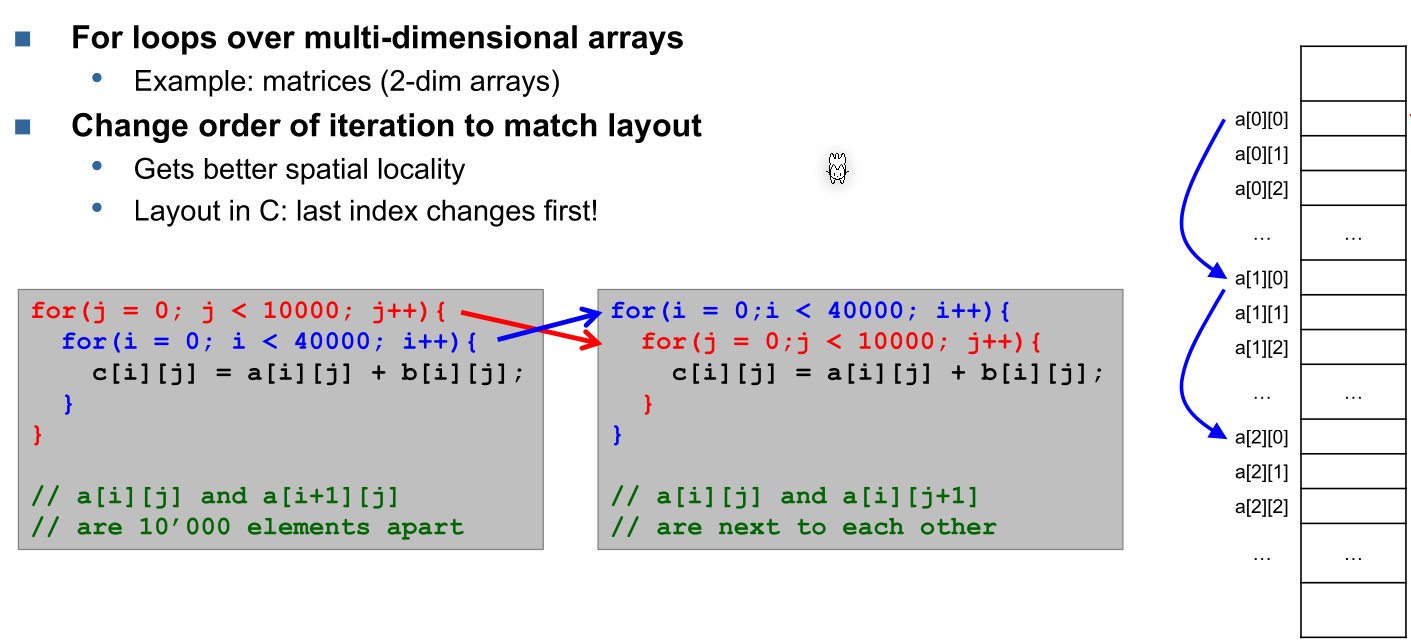 For loops over multi-dimensional arrays
Example: matrices (2-dim arrays)
Change order of iteration to match layout
Gets better spatial locality
Layout in C: last index changes first!
for(j = 0; j < 10000; j++){
for(i = 0; i < 40000; i++){
c[i][j] = a[i][j] + b[i][j];
}
}
// a[i][j] and a[i+1][j]
// are 10’000 elements apart
for(i = 0;i < 40000; i++){
for(j = 0;j < 10000; j++){
c[i][j] = a[i][j] + b[i][j];
}
}
// a[i][j] and a[i][j+1]
// are next to each other
a[0][0]
a[0][1]
a[0][2]
… …
a[1][0]
a[1][1]
a[1][2]
… …
a[2][0]
a[2][1]
a[2][2]
… …